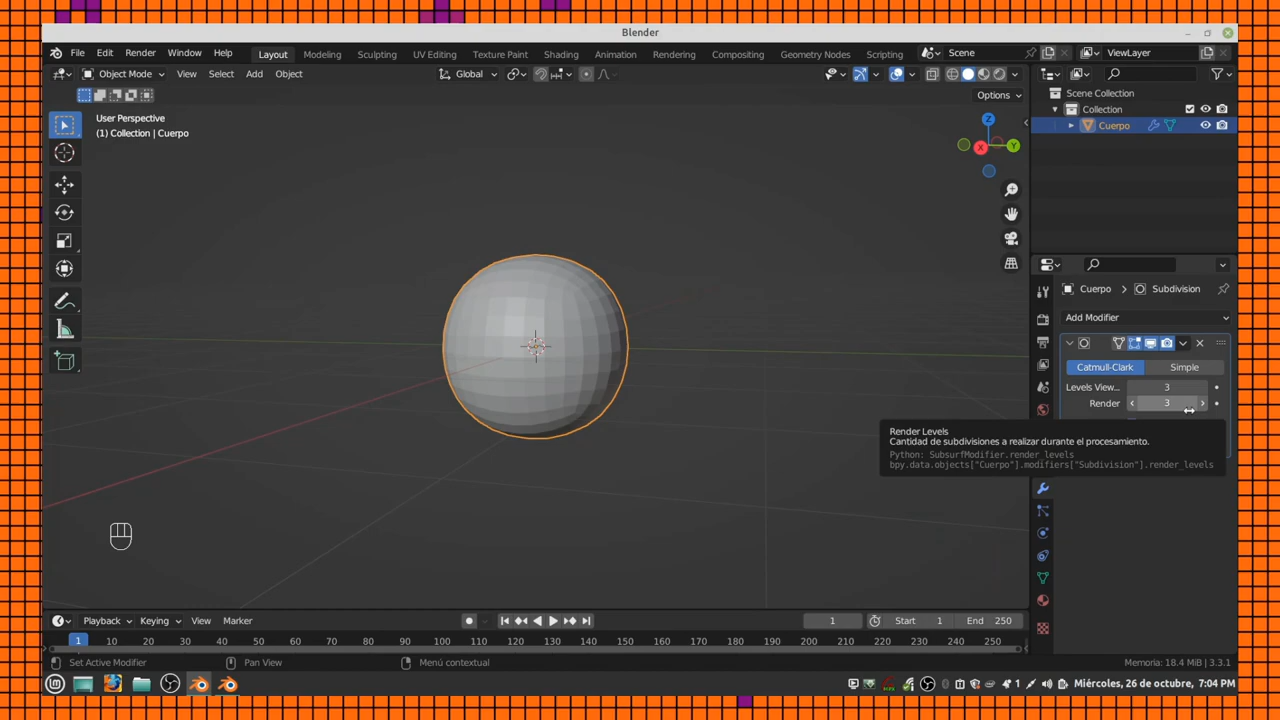 Blender
File Edit Render Window Help
Layout Modeling Sculpting UV Editing Texture Paint Shading Animation Rendering Compositing Geometry Nodes Scripting
Scene
ViewLayer
Object Mode View Select Add Object
Global
Options
User Perspective
(1) Collection | Cuerpo
Z
X
Y
Scene Collection
Collection
Cuerpo
Cuerpo > Subdivision
Add Modifier
Catmull-Clark Simple
Levels View... 3
Render 3
Render Levels
Cantidad de subdivisiones a realizar durante el procesamiento.
Python: SubsurfModifier.render_levels
bpy.data.objects["Cuerpo"].modifiers["Subdivision"].render_levels
Playback Keying View Marker
1 Start 1 End 250
1 10 20 30 40 50 60 70 80 90 100 110 120 130 140 150 160 170 180 190 200 210 220 230 240 250
Set Active Modifier Pan View Menú contextual
Memoria: 18.4 MiB | 3.3.1
1 Miércoles, 26 de octubre, 7:04 PM